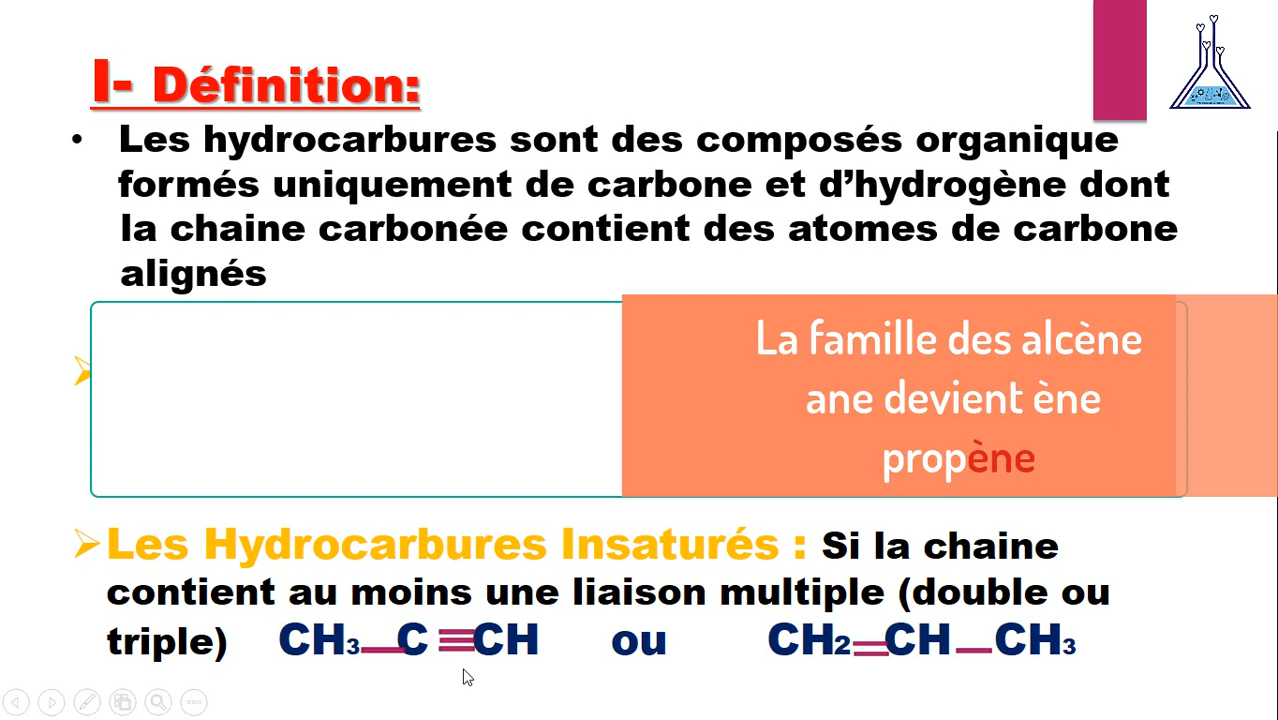 I- Définition:
• Les hydrocarbures sont des composés organique
formés uniquement de carbone et d’hydrogène dont
la chaine carbonée contient des atomes de carbone
alignés
La famille des alcène
ane devient ène
propène
➢ Les Hydrocarbures Insaturés : Si la chaine
contient au moins une liaison multiple (double ou
triple) CH₃—C≡CH ou CH₂=CH—CH₃